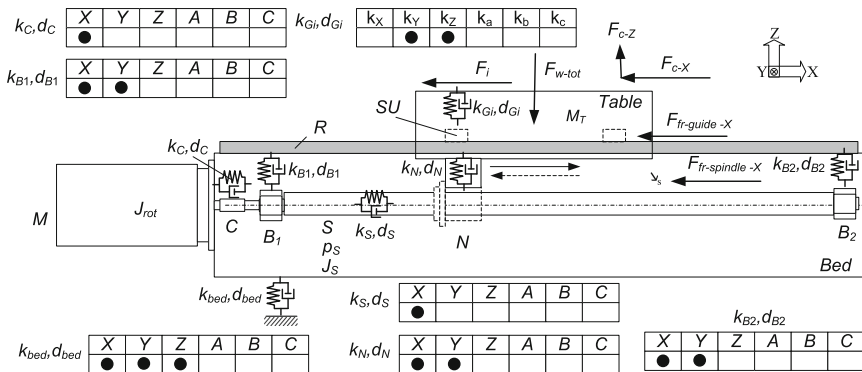 k_C,d_C X Y Z A B C
●
k_Gi,d_Gi k_X k_Y k_Z k_a k_b k_c
● ●
k_B1,d_B1 X Y Z A B C
● ●
F_c-Z
Z
Y X
F_i F_w-tot F_c-X
SU k_Gi,d_Gi M_T Table
R F_fr-guide-X
k_C,d_C k_B1,d_B1 k_N,d_N F_fr-spindle-X k_B2,d_B2
s
M J_rot C B_1 k_S,d_S S N B_2
p_S
J_S
Bed
k_bed,d_bed
k_S,d_S X Y Z A B C
●
k_B2,d_B2
k_bed,d_bed X Y Z A B C
● ● ●
k_N,d_N X Y Z A B C
● ●
X Y Z A B C
● ●